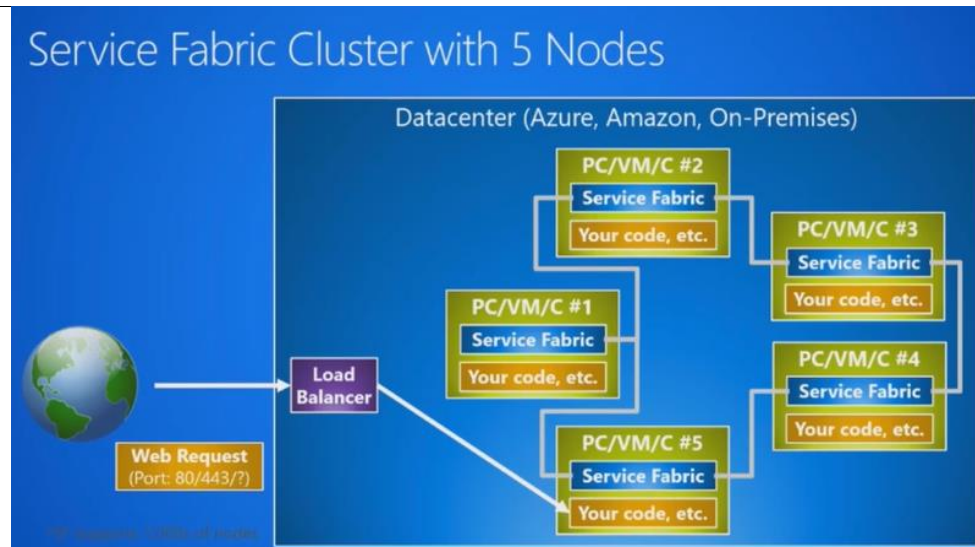 Service Fabric Cluster with 5 Nodes
Datacenter (Azure, Amazon, On-Premises)
PC/VM/C #2
Service Fabric
Your code, etc.
PC/VM/C #3
Service Fabric
Your code, etc.
PC/VM/C #1
Service Fabric
Your code, etc.
PC/VM/C #4
Service Fabric
Your code, etc.
Load
Balancer
PC/VM/C #5
Service Fabric
Your code, etc.
Web Request
(Port: 80/443/?)
of nodes